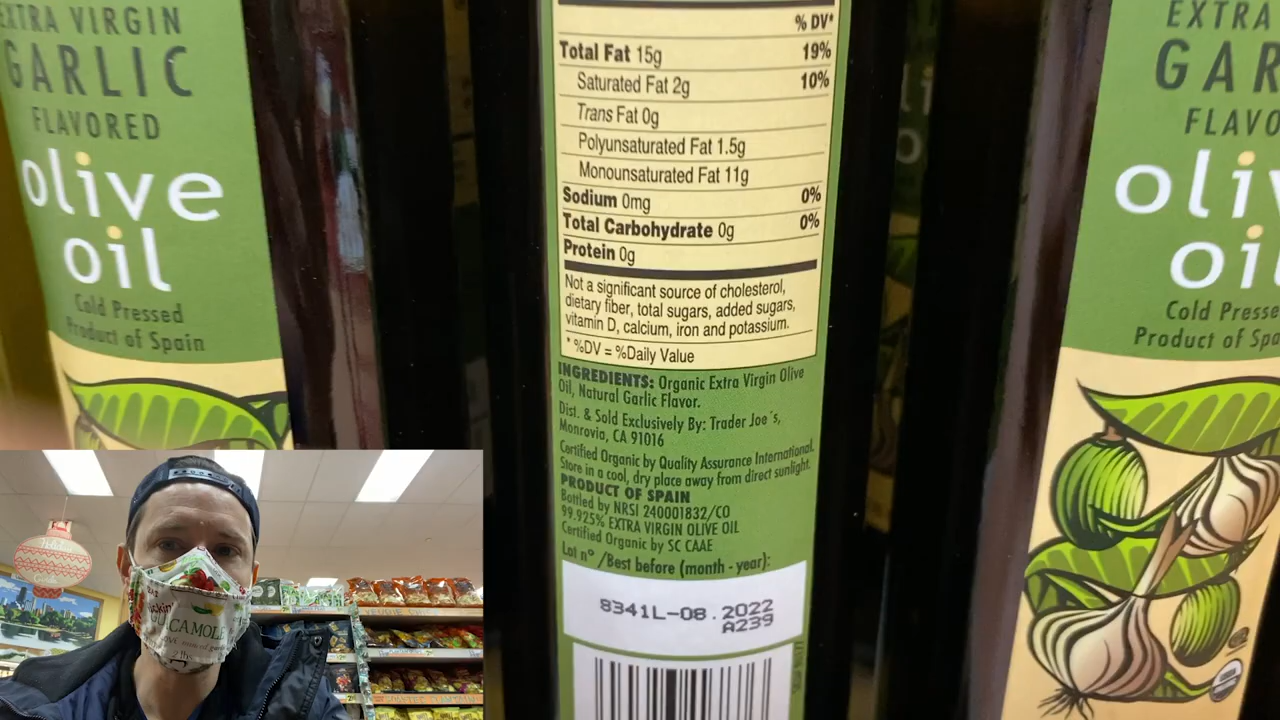 EXTRA VIRGIN
GARLIC
FLAVORED
olive
oil
Cold Pressed
Product of Spain
% DV*
Total Fat 15g 19%
Saturated Fat 2g 10%
Trans Fat 0g
Polyunsaturated Fat 1.5g
Monounsaturated Fat 11g
Sodium 0mg 0%
Total Carbohydrate 0g 0%
Protein 0g
Not a significant source of cholesterol,
dietary fiber, total sugars, added sugars,
vitamin D, calcium, iron and potassium.
* %DV = %Daily Value
INGREDIENTS: Organic Extra Virgin Olive
Oil, Natural Garlic Flavor.
Dist. & Sold Exclusively By: Trader Joe's,
Monrovia, CA 91016
Certified Organic by Quality Assurance International.
Store in a cool, dry place away from direct sunlight.
PRODUCT OF SPAIN
Bottled by NRSI 240001832/CO
99.925% EXTRA VIRGIN OLIVE OIL
Certified Organic by SC CAAE
Lot nº /Best before (month - year):
8341L-08.2022
A239
EXTRA
GAR
FLAVO
oliv
oil
Cold Presse
Product of Spa
CAMOLE
2 lbs